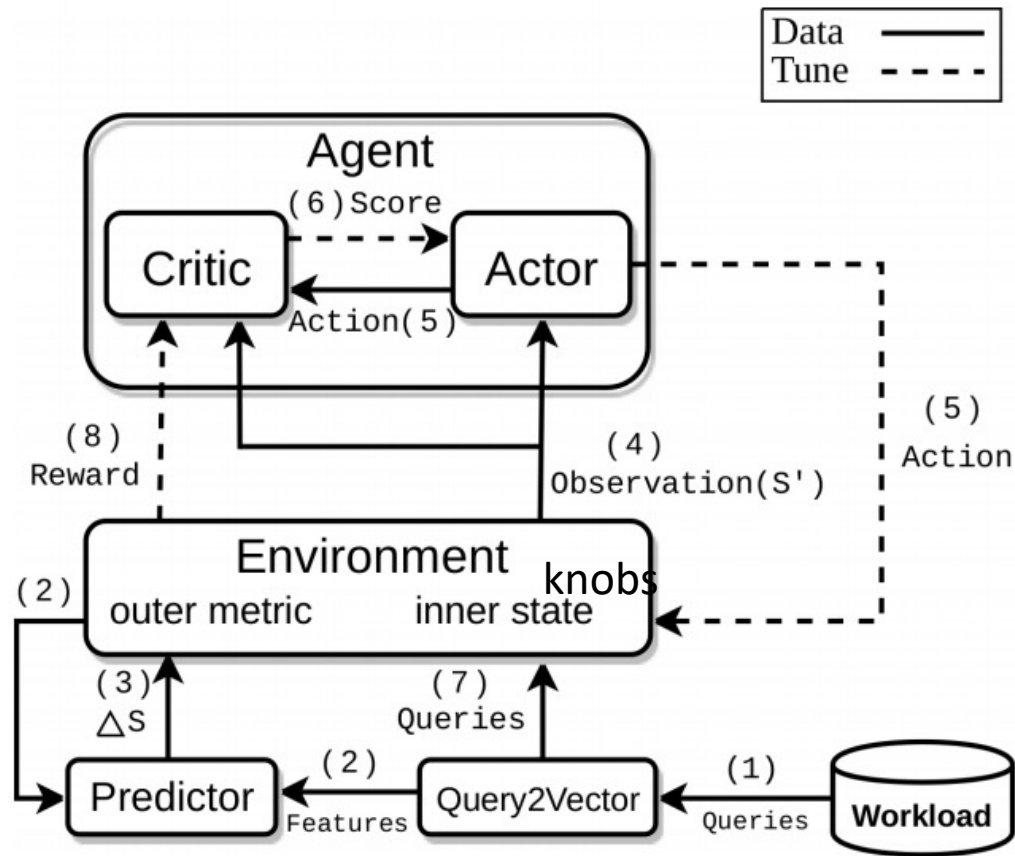 Data
Tune
Agent
(6)Score
Critic
Actor
Action(5)
(8)
Reward
(4)
Observation(S')
(5)
Action
Environment
knobs
outer metric
inner state
(2)
(3)
△S
(7)
Queries
Predictor
(2)
Features
Query2Vector
(1)
Queries
Workload